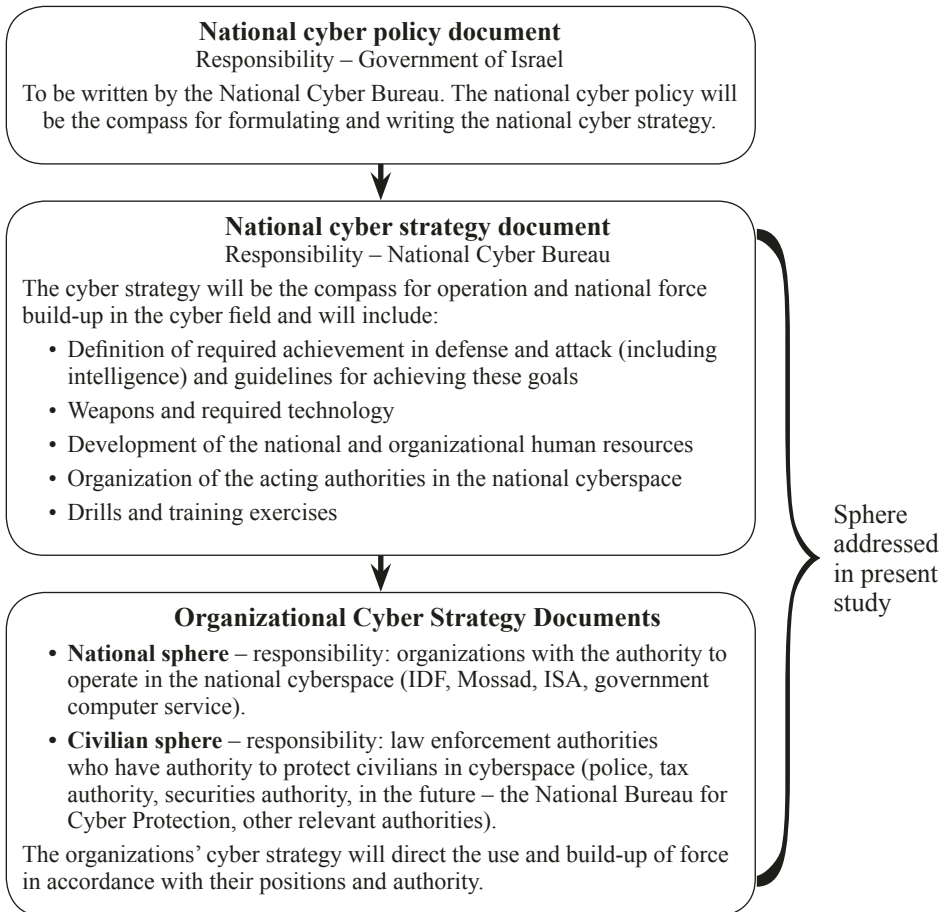 National cyber policy document
Responsibility – Government of Israel
To be written by the National Cyber Bureau. The national cyber policy will
be the compass for formulating and writing the national cyber strategy.
National cyber strategy document
Responsibility – National Cyber Bureau
The cyber strategy will be the compass for operation and national force
build-up in the cyber field and will include:
• Definition of required achievement in defense and attack (including
intelligence) and guidelines for achieving these goals
• Weapons and required technology
• Development of the national and organizational human resources
• Organization of the acting authorities in the national cyberspace
• Drills and training exercises
Organizational Cyber Strategy Documents
• National sphere – responsibility: organizations with the authority to
operate in the national cyberspace (IDF, Mossad, ISA, government
computer service).
• Civilian sphere – responsibility: law enforcement authorities
who have authority to protect civilians in cyberspace (police, tax
authority, securities authority, in the future – the National Bureau for
Cyber Protection, other relevant authorities).
The organizations’ cyber strategy will direct the use and build-up of force
in accordance with their positions and authority.
Sphere
addressed
in present
study